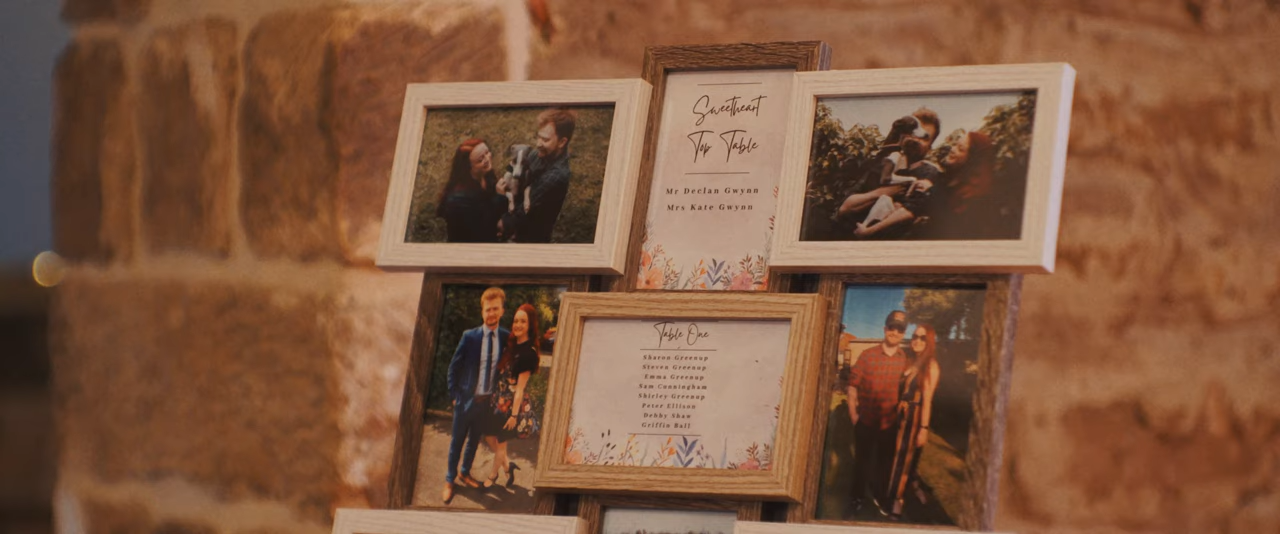 Sweetheart
Top Table
Mr Declan Gwynn
Mrs Kate Gwynn
Table One
Sharon Greenup
Steven Greenup
Emma Greenup
Sam Cunningham
Shirley Greenup
Peter Ellison
Debby Shaw
Griffin Ball